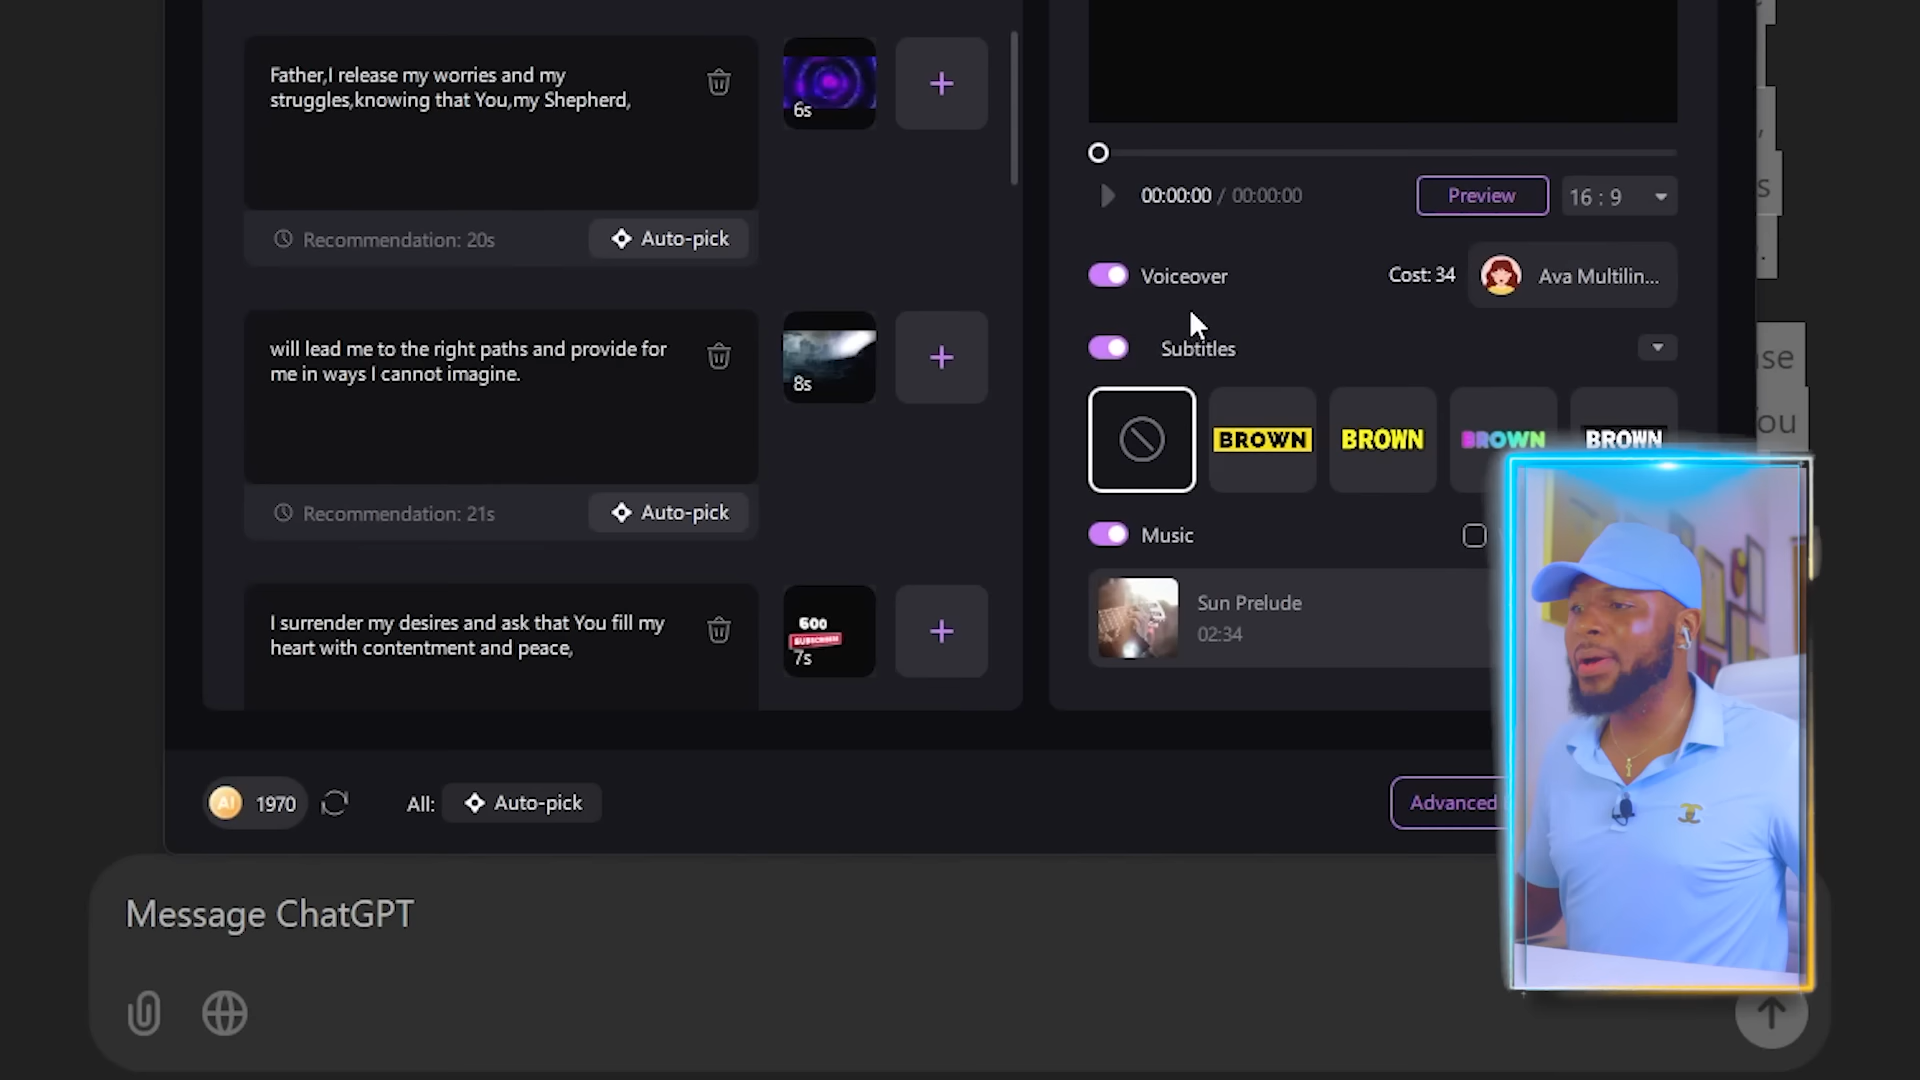 Father,I release my worries and my
struggles,knowing that You,my Shepherd,
6s
Recommendation: 20s
Auto-pick
will lead me to the right paths and provide for
me in ways I cannot imagine.
8s
Recommendation: 21s
Auto-pick
I surrender my desires and ask that You fill my
heart with contentment and peace,
600
SUBSCRIBERS
7s
AI 1970
All:
Auto-pick
00:00:00 / 00:00:00
Preview
16 : 9
Voiceover
Cost: 34
Ava Multilin...
Subtitles
BROWN
BROWN
BROWN
BROWN
Music
Sun Prelude
02:34
Advanced
se
ou
s
Message ChatGPT